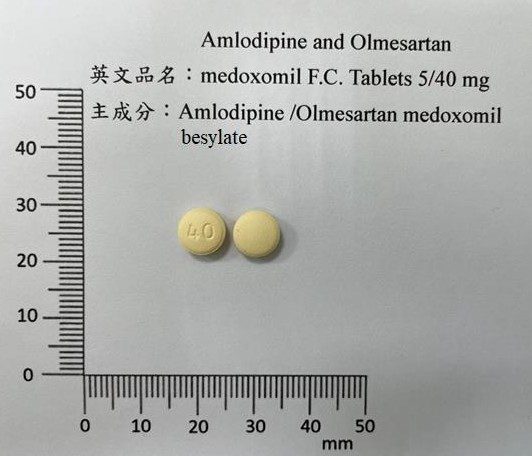 Amlodipine and Olmesartan
英文品名：medoxomil F.C. Tablets 5/40 mg
主成分：Amlodipine /Olmesartan medoxomil
besylate
50
40
30
20
10
0
40
0 10 20 30 40 50
mm